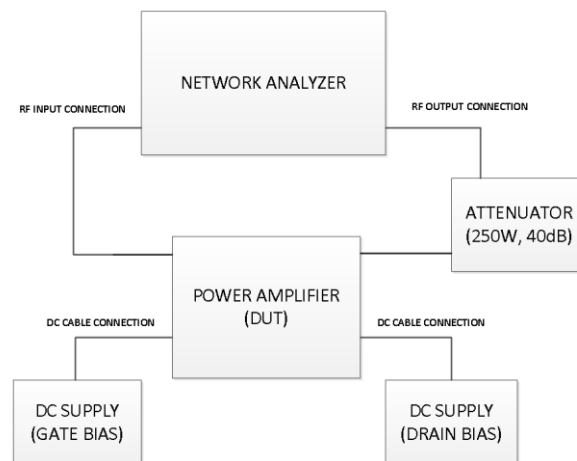 NETWORK ANALYZER
RF INPUT CONNECTION
RF OUTPUT CONNECTION
ATTENUATOR
(250W, 40dB)
POWER AMPLIFIER
(DUT)
DC CABLE CONNECTION
DC CABLE CONNECTION
DC SUPPLY
(GATE BIAS)
DC SUPPLY
(DRAIN BIAS)